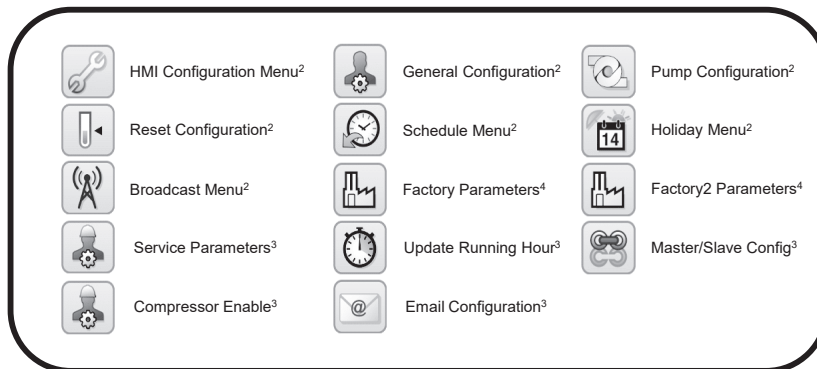 HMI Configuration Menu²
General Configuration²
Pump Configuration²
Reset Configuration²
Schedule Menu²
14
Holiday Menu²
Broadcast Menu²
Factory Parameters⁴
Factory2 Parameters⁴
Service Parameters³
Update Running Hour³
Master/Slave Config³
Compressor Enable³
@
Email Configuration³